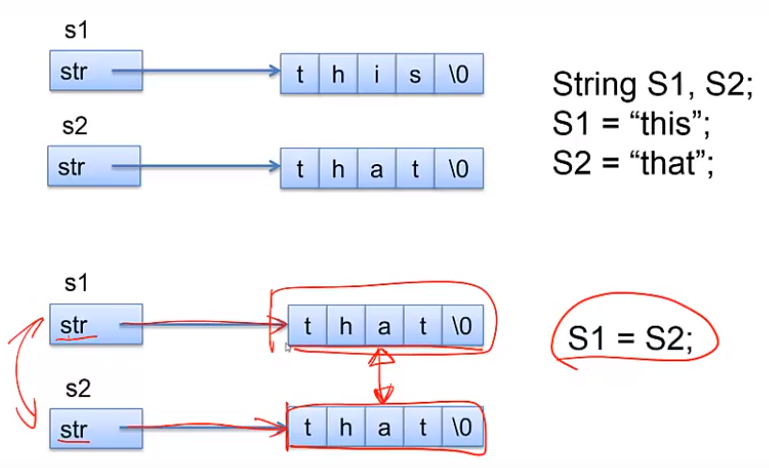 s1
str
t h i s \0
s2
str
t h a t \0
String S1, S2;
S1 = “this”;
S2 = “that”;
s1
str
t h a t \0
S1 = S2;
s2
str
t h a t \0